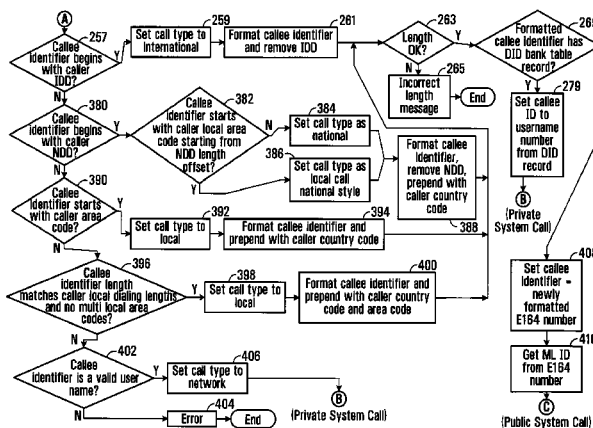 A
257
Callee
identifier begins
with caller
IDD?
Y
N
259
Set call type to
International
261
Format callee identifier
and remove IDD
263
Length
OK?
Y
N
265
Incorrect
length
message
End
Formatted
callee identifier has
DID bank table
record?
Y
N
279
Set callee
ID to
username
number
from DID
record
B
(Private
System Call)
380
Callee
identifier begins
with caller
NDD?
Y
N
382
Callee
identifier starts
with caller local area
code starting from
NDD length
offset?
N
Y
384
Set call type as
national
386
Set call type as
local call
national style
Format callee
identifier,
remove NDD,
prepend with
caller country
code
388
390
Callee
identifier starts
with caller area
code?
Y
N
392
Set call type
to local
394
Format callee identifier and
prepend with caller country code
396
Callee
identifier length
matches caller local dialing lengths
and no multi local area
codes?
Y
N
398
Set call type to
local
400
Format callee identifier and
prepend with caller country
code and area code
402
Callee
identifier is a valid user
name?
Y
N
406
Set call type to
network
B
(Private System Call)
404
Error
End
Set callee
identifier =
newly
formatted
E164 number
Get ML ID
from E164
number
C
(Public System Call)